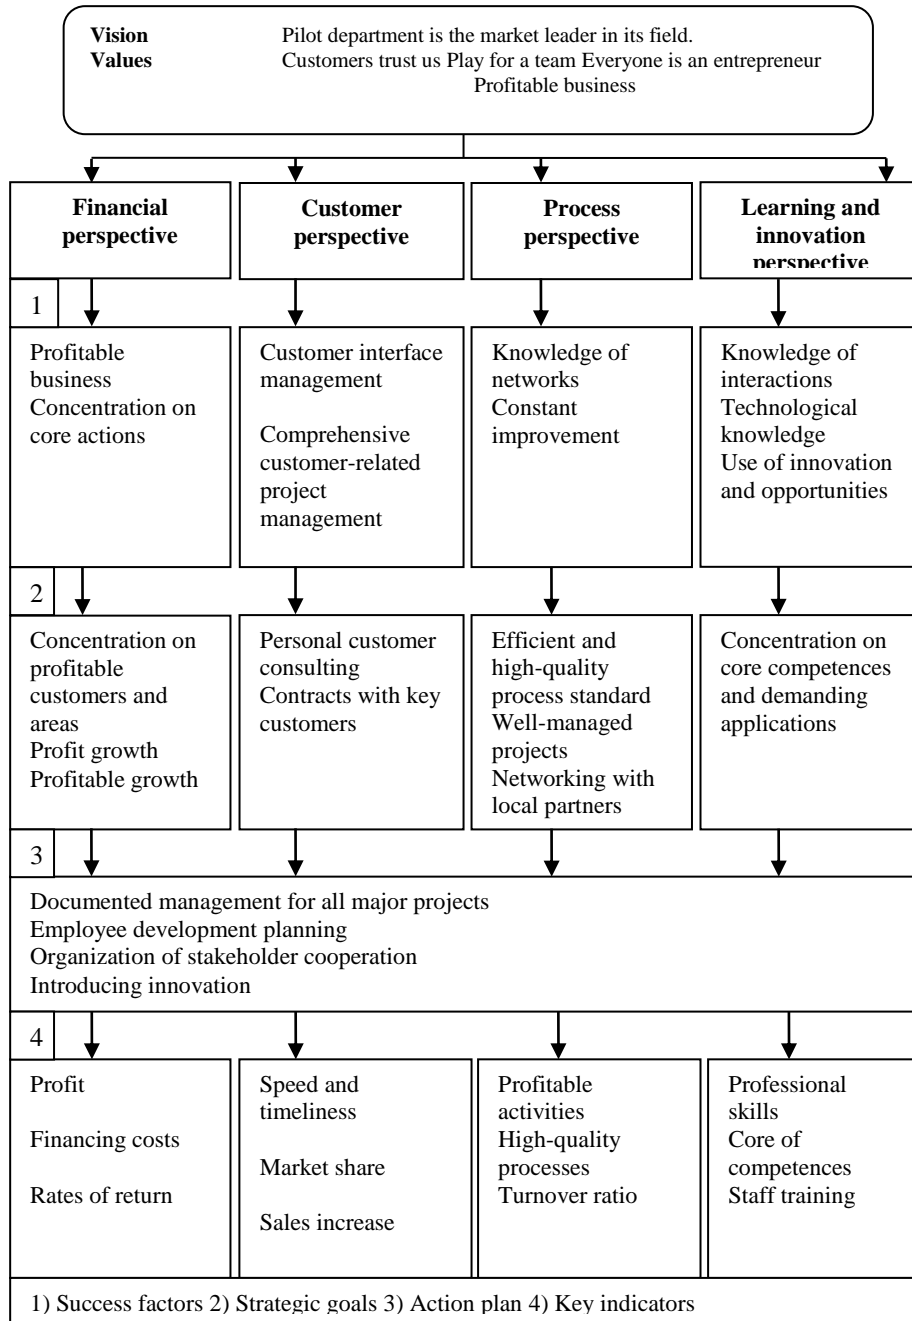 Vision Pilot department is the market leader in its field.
Values Customers trust us Play for a team Everyone is an entrepreneur
Profitable business
Financial
perspective
Customer
perspective
Process
perspective
Learning and
innovation
perspective
1
Profitable
business
Concentration on
core actions
Customer interface
management
Comprehensive
customer-related
project
management
Knowledge of
networks
Constant
improvement
Knowledge of
interactions
Technological
knowledge
Use of innovation
and opportunities
2
Concentration on
profitable
customers and
areas
Profit growth
Profitable growth
Personal customer
consulting
Contracts with key
customers
Efficient and
high-quality
process standard
Well-managed
projects
Networking with
local partners
Concentration on
core competences
and demanding
applications
3
Documented management for all major projects
Employee development planning
Organization of stakeholder cooperation
Introducing innovation
4
Profit
Financing costs
Rates of return
Speed and
timeliness
Market share
Sales increase
Profitable
activities
High-quality
processes
Turnover ratio
Professional
skills
Core of
competences
Staff training
1) Success factors 2) Strategic goals 3) Action plan 4) Key indicators